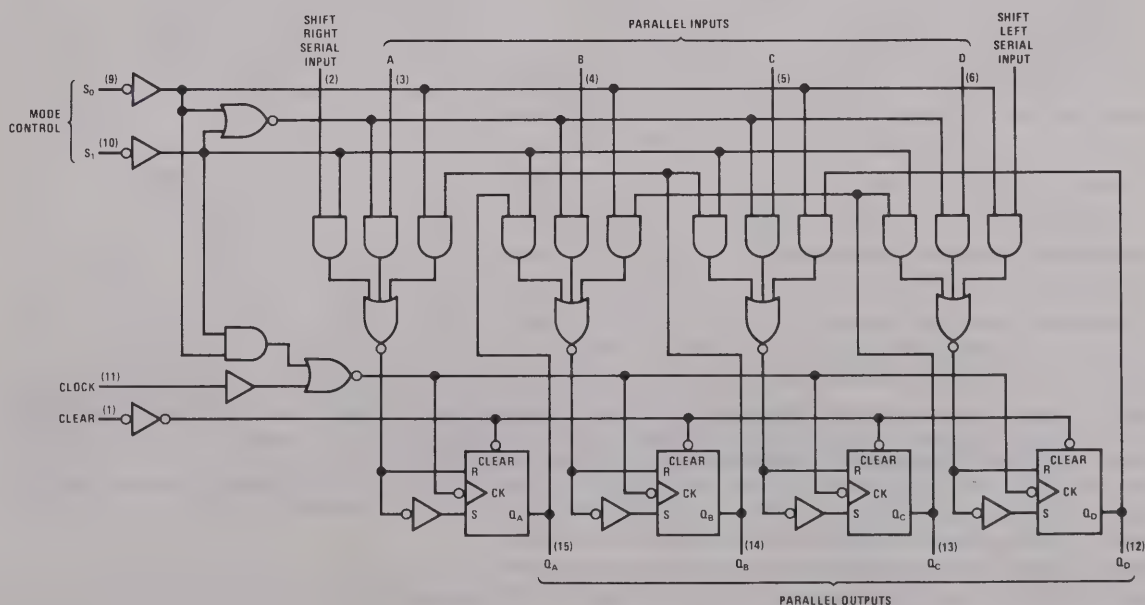 PARALLEL INPUTS
SHIFT
RIGHT
SERIAL
INPUT
SHIFT
LEFT
SERIAL
INPUT
A
B
C
D
(2)
(3)
(4)
(5)
(6)
MODE
CONTROL
S0
(9)
S1
(10)
CLOCK
(11)
CLEAR
(1)
CLEAR
R
CK
S
QA
CLEAR
R
CK
S
QB
CLEAR
R
CK
S
QC
CLEAR
R
CK
S
QD
(15)
(14)
(13)
(12)
QA
QB
QC
QD
PARALLEL OUTPUTS